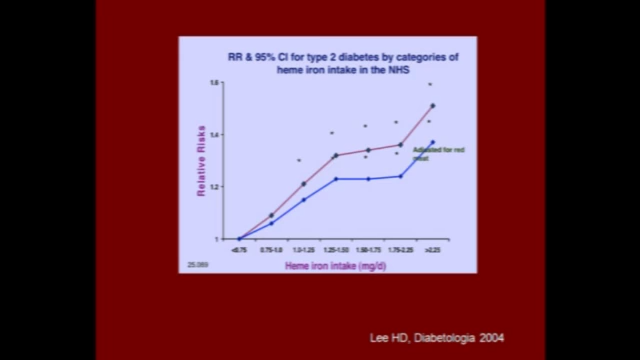 RR & 95% CI for type 2 diabetes by categories of
heme iron intake in the NHS
1.6
1.4
1.2
1
Relative Risks
Adjusted for red
meat
<0.75
0.75-1.0
1.0-1.25
1.25-1.50
1.50-1.75
1.75-2.25
>2.25
Heme iron intake (mg/d)
25.069
Lee HD, Diabetologia 2004